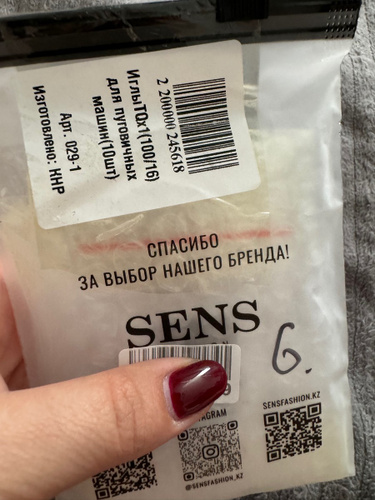 ИглыTQx1(100/16)
для пуговичных
машин(10шт)
Арт. 029-1
Изготовлено: КНР
2 200000 245618
СПАСИБО
ЗА ВЫБОР НАШЕГО БРЕНДА!
SENS
6.
SENSFASHION.KZ
@SENSFASHION_KZ